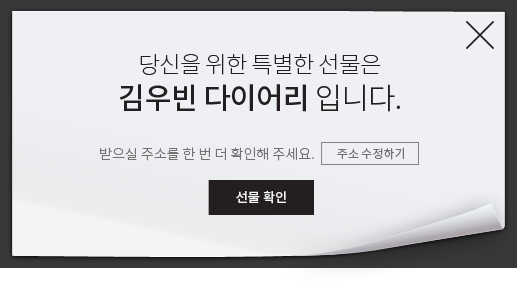 당신을 위한 특별한 선물은
김우빈 다이어리 입니다.
받으실 주소를 한 번 더 확인해 주세요. 주소 수정하기
선물 확인